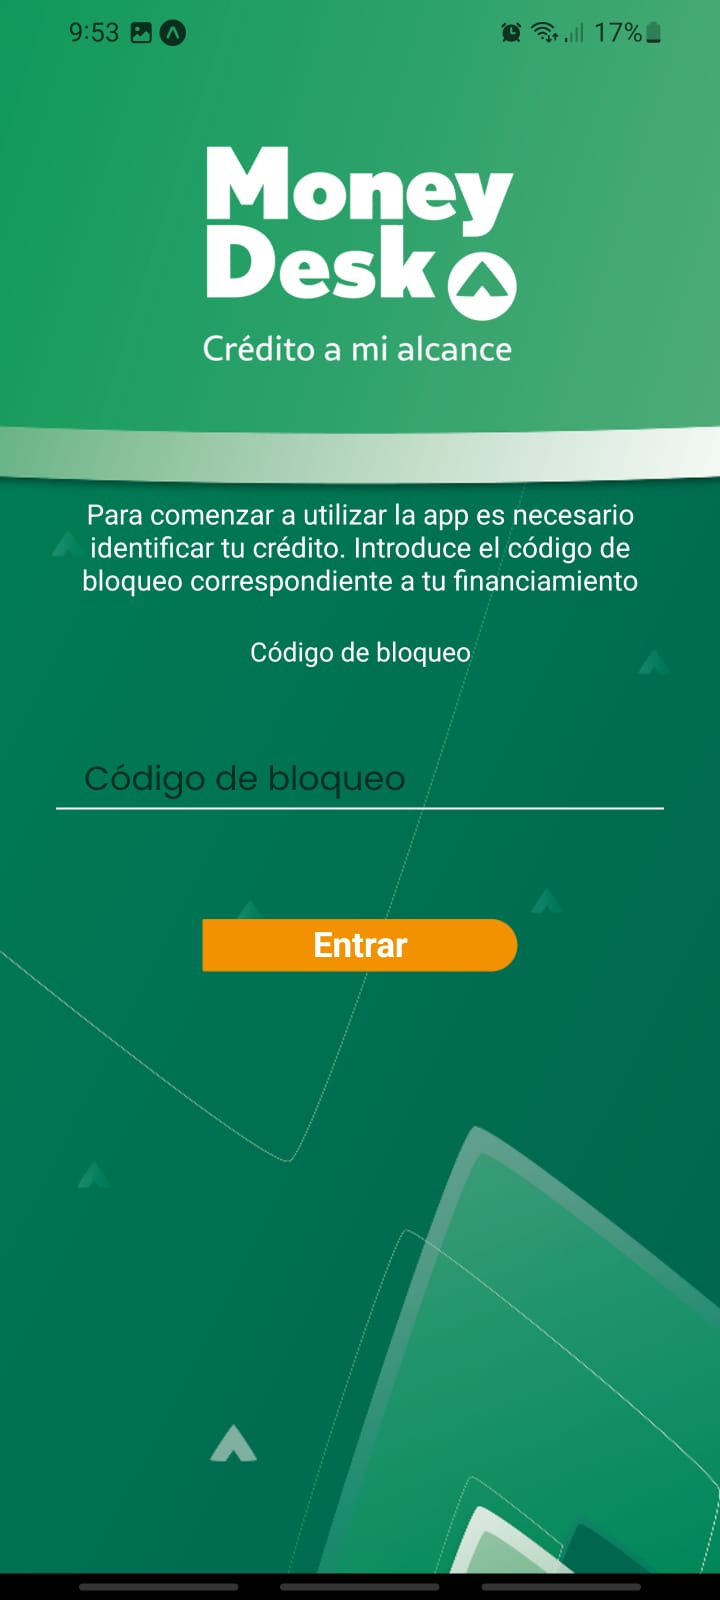 9:53
17%
Money
Desk
Crédito a mi alcance
Para comenzar a utilizar la app es necesario
identificar tu crédito. Introduce el código de
bloqueo correspondiente a tu financiamiento
Código de bloqueo
Código de bloqueo
Entrar